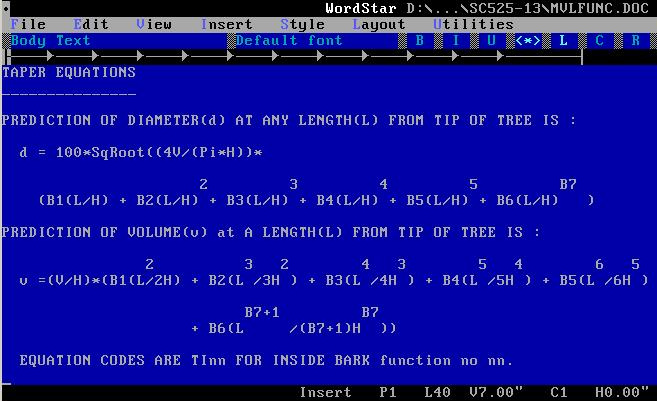 WordStar D:\...\SC525-13\MVLFUNC.DOC
File Edit View Insert Style Layout Utilities
Body Text Default font B I U <*> L C R
TAPER EQUATIONS
---------------
PREDICTION OF DIAMETER(d) AT ANY LENGTH(L) FROM TIP OF TREE IS :
d = 100*SqRoot((4V/(Pi*H))*
2 3 4 5 B7
(B1(L/H) + B2(L/H) + B3(L/H) + B4(L/H) + B5(L/H) + B6(L/H) )
PREDICTION OF VOLUME(v) at A LENGTH(L) FROM TIP OF TREE IS :
2 3 2 4 3 5 4 6 5
v =(V/H)*(B1(L/2H) + B2(L /3H ) + B3(L /4H ) + B4(L /5H ) + B5(L /6H )
B7+1 B7
+ B6(L /(B7+1)H ))
EQUATION CODES ARE TInn FOR INSIDE BARK function no nn.
Insert P1 L40 V7.00" C1 H0.00"